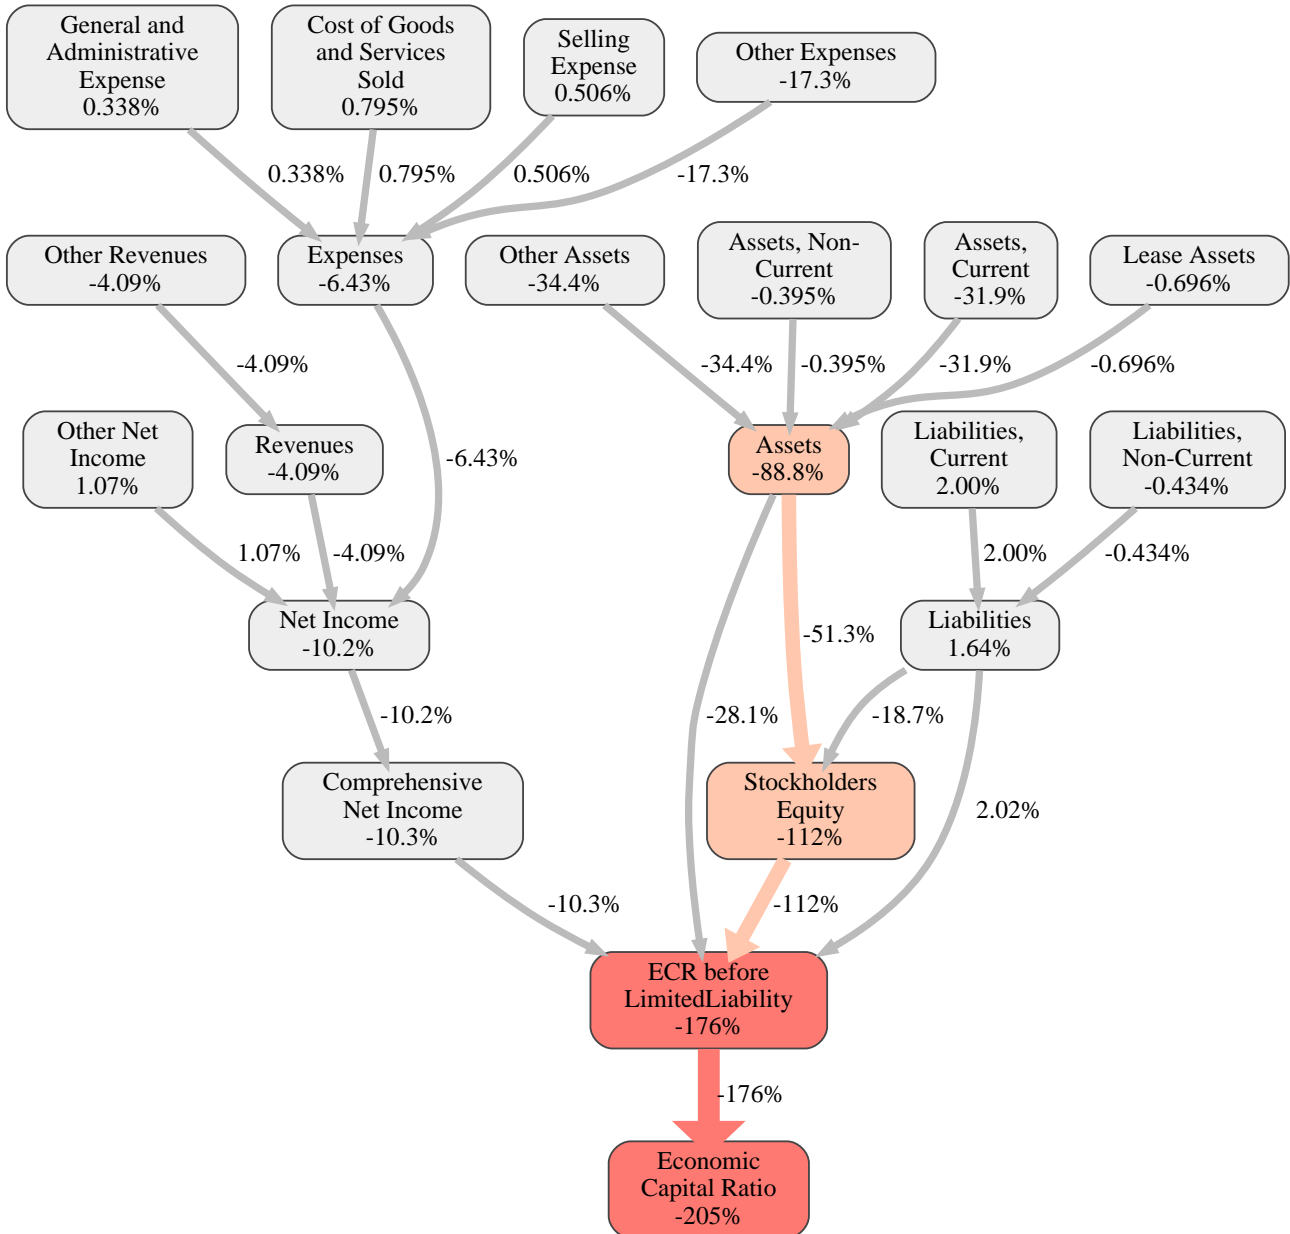 General and
Administrative
Expense
0.338%
Cost of Goods
and Services
Sold
0.795%
Selling
Expense
0.506%
Other Expenses
-17.3%
0.338%
0.795%
0.506%
-17.3%
Other Revenues
-4.09%
Expenses
-6.43%
Other Assets
-34.4%
Assets, Non-
Current
-0.395%
Assets,
Current
-31.9%
Lease Assets
-0.696%
-4.09%
-34.4%
-0.395%
-31.9%
-0.696%
Other Net
Income
1.07%
Revenues
-4.09%
-6.43%
Assets
-88.8%
Liabilities,
Current
2.00%
Liabilities,
Non-Current
-0.434%
1.07%
-4.09%
2.00%
-0.434%
Net Income
-10.2%
-51.3%
Liabilities
1.64%
-10.2%
-28.1%
-18.7%
Comprehensive
Net Income
-10.3%
Stockholders
Equity
-112%
2.02%
-10.3%
-112%
ECR before
LimitedLiability
-176%
-176%
Economic
Capital Ratio
-205%